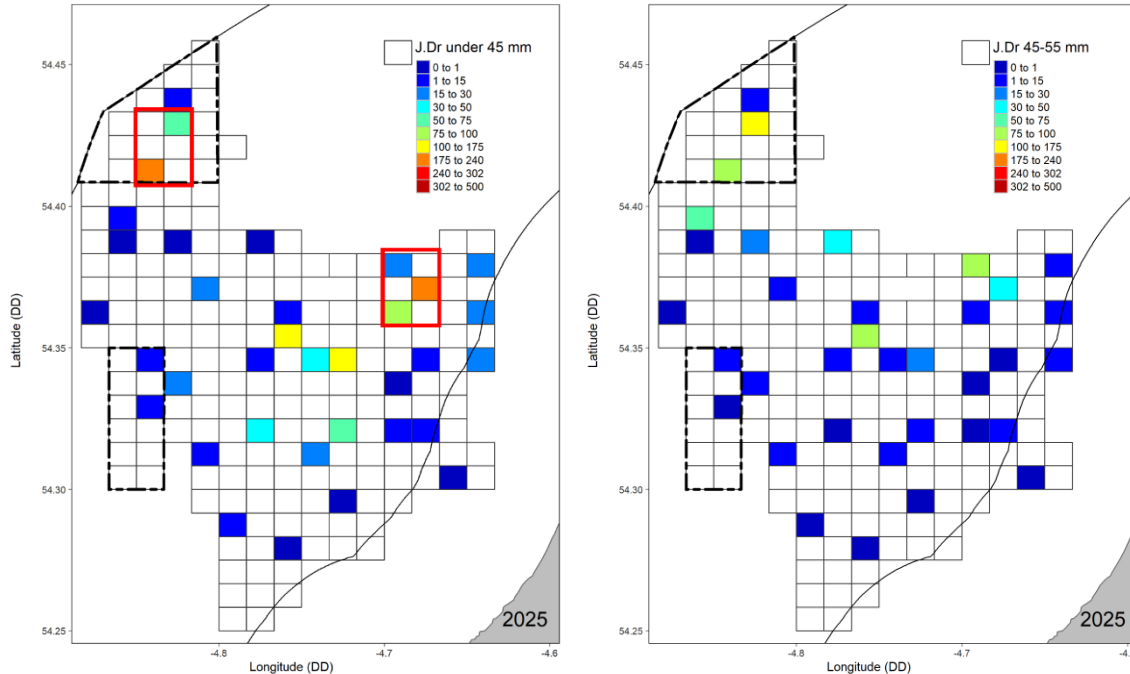 J.Dr under 45 mm
0 to 1
1 to 15
15 to 30
30 to 50
50 to 75
75 to 100
100 to 175
175 to 240
240 to 302
302 to 500
54.45
54.40
54.35
54.30
54.25
Latitude (DD)
-4.8
-4.7
-4.6
Longitude (DD)
2025
J.Dr 45-55 mm
0 to 1
1 to 15
15 to 30
30 to 50
50 to 75
75 to 100
100 to 175
175 to 240
240 to 302
302 to 500
54.45
54.40
54.35
54.30
54.25
Latitude (DD)
-4.8
-4.7
Longitude (DD)
2025